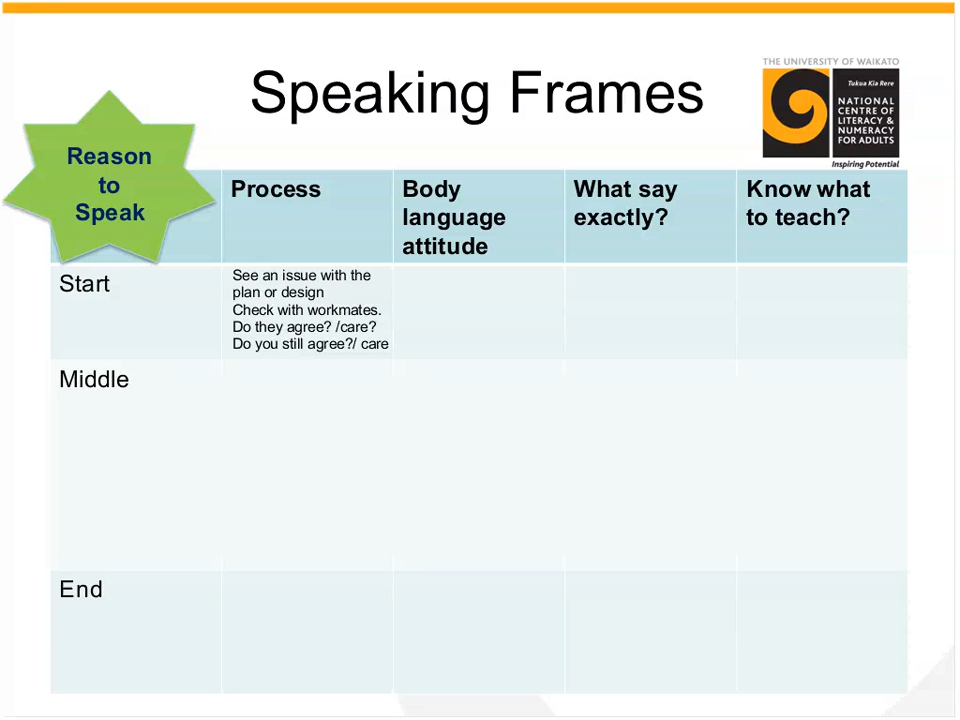 Speaking Frames
THE UNIVERSITY OF WAIKATO
Tukua Kia Rere
NATIONAL
CENTRE OF
LITERACY &
NUMERACY
FOR ADULTS
Inspiring Potential
Reason
to
Speak
Process
Body
language
attitude
What say
exactly?
Know what
to teach?
Start
See an issue with the
plan or design
Check with workmates.
Do they agree? /care?
Do you still agree?/ care
Middle
End